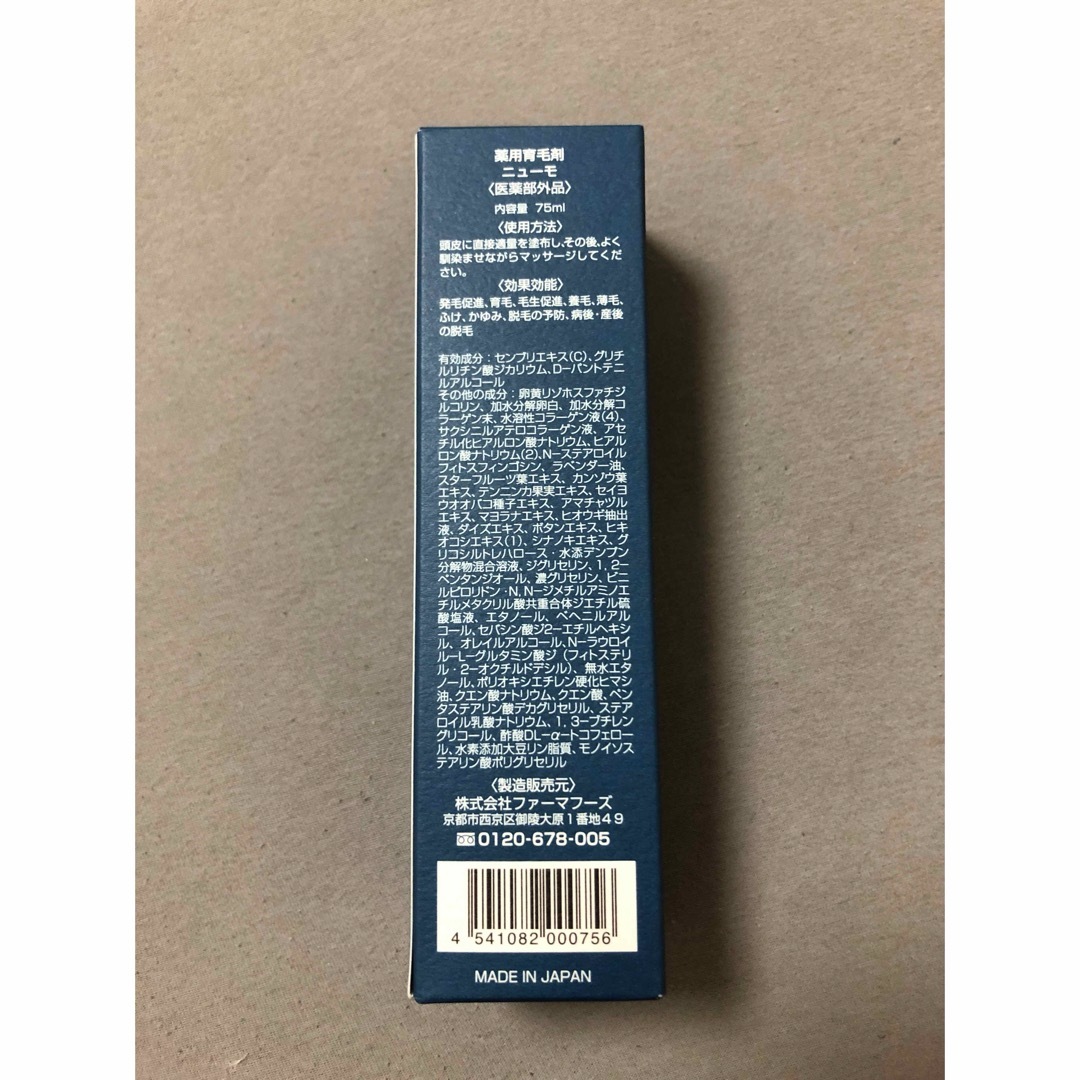 薬用育毛剤
ニューモ
〈医薬部外品〉
内容量 75ml
〈使用方法〉
頭皮に直接適量を塗布し、その後、よく
馴染ませながらマッサージしてくだ
さい。
〈効果効能〉
発毛促進、育毛、毛生促進、養毛、薄毛、
ふけ、かゆみ、脱毛の予防、病後・産後
の脱毛
有効成分：センブリエキス(C)、グリチ
ルリチン酸ジカリウム、D－パントテニ
ルアルコール
その他の成分：卵黄リゾホスファチジ
ルコリン、加水分解卵白、加水分解コ
ラーゲン末、水溶性コラーゲン液(4)、
サクシニルアテロコラーゲン液、アセ
チル化ヒアルロン酸ナトリウム、ヒアル
ロン酸ナトリウム(2)、N－ステアロイル
フィトスフィンゴシン、ラベンダー油、
スターフルーツ葉エキス、カンゾウ葉
エキス、テンニンカ果実エキス、セイヨ
ウオオバコ種子エキス、アマチャヅル
エキス、マヨラナエキス、ヒオウギ抽出
液、ダイズエキス、ボタンエキス、ヒキ
オコシエキス(1)、シナノキエキス、グ
リコシルトレハロース・水添デンプン
分解物混合溶液、ジグリセリン、1，2－
ペンタンジオール、濃グリセリン、ビニ
ルピロリドン・N，N－ジメチルアミノエ
チルメタクリル酸共重合体ジエチル硫
酸塩液、エタノール、ベヘニルアル
コール、セバシン酸ジ2－エチルヘキシ
ル、オレイルアルコール、N－ラウロイ
ル－L－グルタミン酸ジ（フィトステリ
ル・2－オクチルドデシル）、無水エタ
ノール、ポリオキシエチレン硬化ヒマシ
油、クエン酸ナトリウム、クエン酸、ペン
タステアリン酸デカグリセリル、ステア
ロイル乳酸ナトリウム、1，3－ブチレン
グリコール、酢酸DL－α－トコフェロー
ル、水素添加大豆リン脂質、モノイソス
テアリン酸ポリグリセリル
〈製造販売元〉
株式会社ファーマフーズ
京都市西京区御陵大原1番地49
0120-678-005
4 541082 000756
MADE IN JAPAN